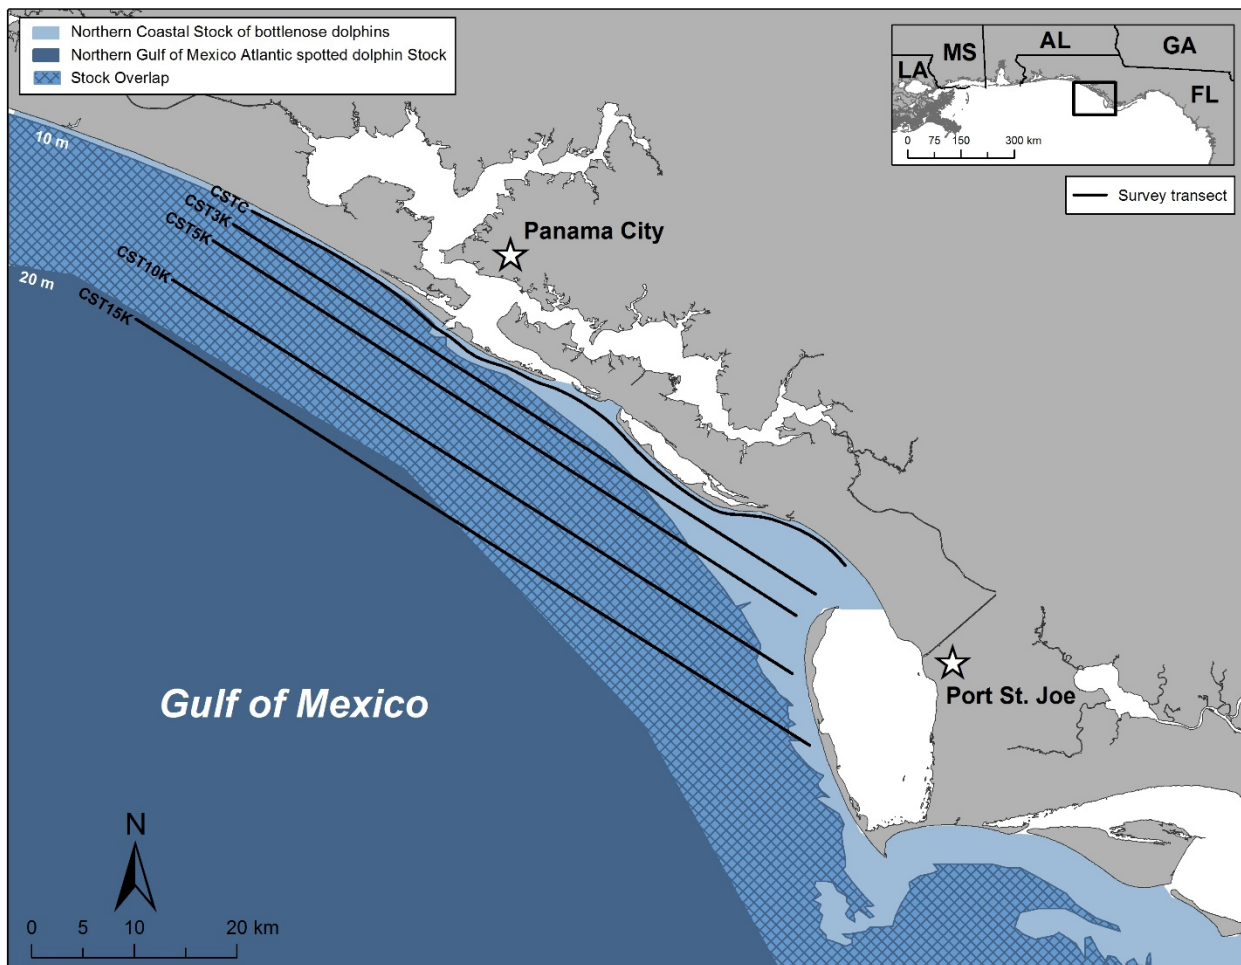 Northern Coastal Stock of bottlenose dolphins
Northern Gulf of Mexico Atlantic spotted dolphin Stock
Stock Overlap
MS
AL
GA
LA
FL
0 75 150 300 km
Survey transect
10 m
20 m
CSTC
CST3K
CST5K
CST10K
CST15K
Panama City
Gulf of Mexico
Port St. Joe
N
0 5 10 20 km